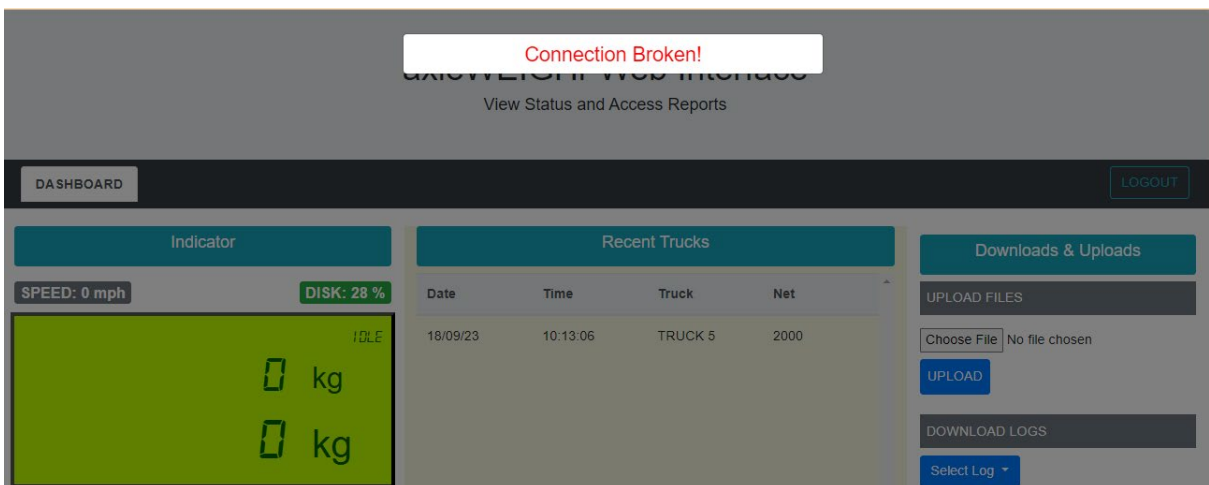 Connection Broken!
Web Interface
View Status and Access Reports
DASHBOARD
LOGOUT
Indicator
Recent Trucks
Downloads & Uploads
SPEED: 0 mph
DISK: 28 %
Date Time Truck Net
UPLOAD FILES
IDLE
18/09/23 10:13:06 TRUCK 5 2000
Choose File No file chosen
0 kg
UPLOAD
0 kg
DOWNLOAD LOGS
Select Log